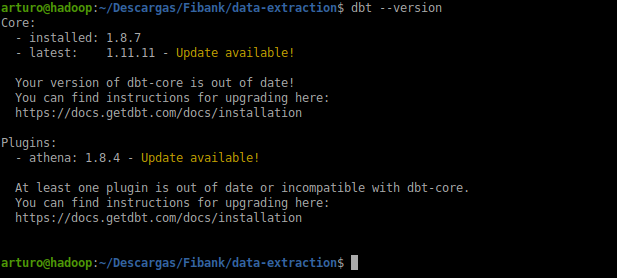 arturo@hadoop:~/Descargas/Fibank/data-extraction$ dbt --version
Core:
  - installed: 1.8.7
  - latest:    1.11.11 - Update available!

  Your version of dbt-core is out of date!
  You can find instructions for upgrading here:
  https://docs.getdbt.com/docs/installation

Plugins:
  - athena: 1.8.4 - Update available!

  At least one plugin is out of date or incompatible with dbt-core.
  You can find instructions for upgrading here:
  https://docs.getdbt.com/docs/installation

arturo@hadoop:~/Descargas/Fibank/data-extraction$